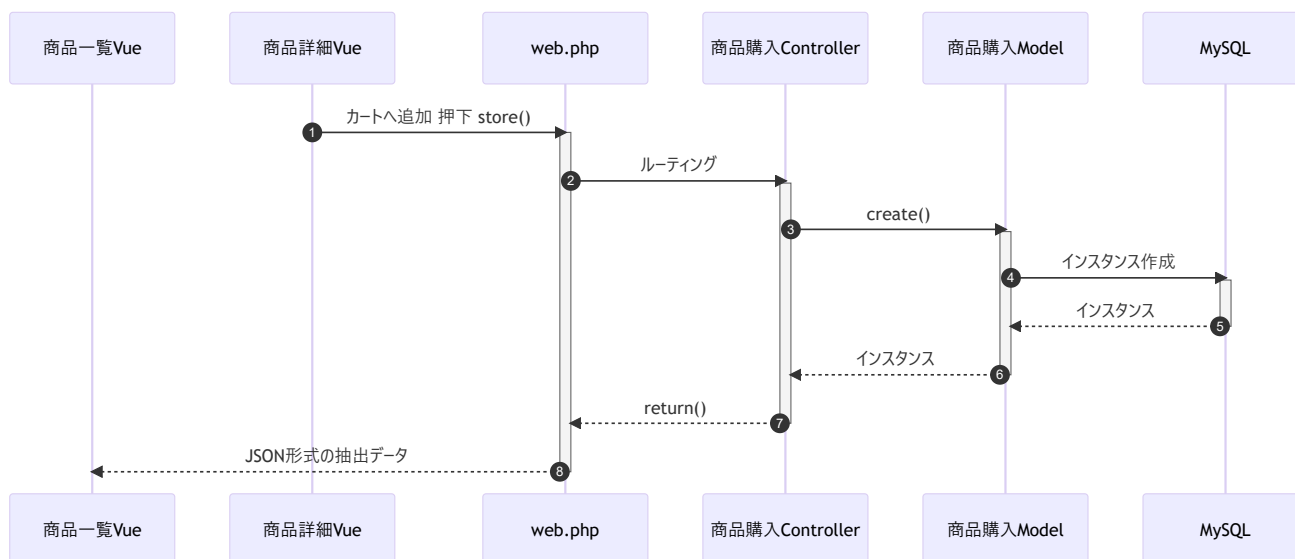 商品一覧Vue
商品詳細Vue
web.php
商品購入Controller
商品購入Model
MySQL
カートへ追加 押下 store()
1
ルーティング
2
create()
3
インスタンス作成
4
インスタンス
5
インスタンス
6
return()
7
JSON形式の抽出データ
8
商品一覧Vue
商品詳細Vue
web.php
商品購入Controller
商品購入Model
MySQL